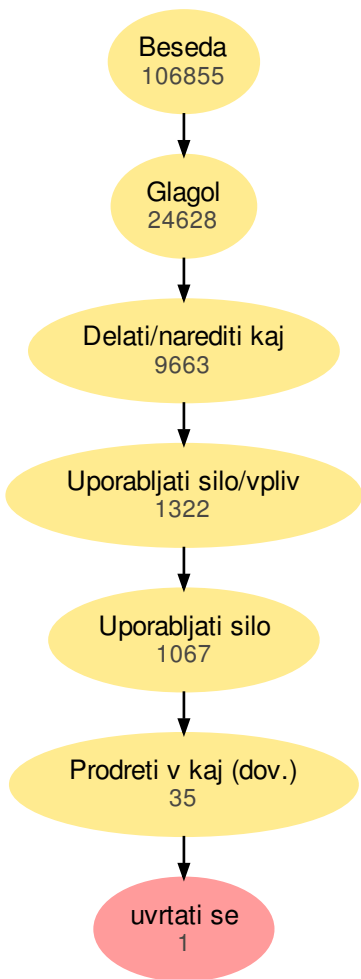 Beseda
106855
Glagol
24628
Delati/narediti kaj
9663
Uporabljati silo/vpliv
1322
Uporabljati silo
1067
Prodreti v kaj (dov.)
35
uvrtati se
1